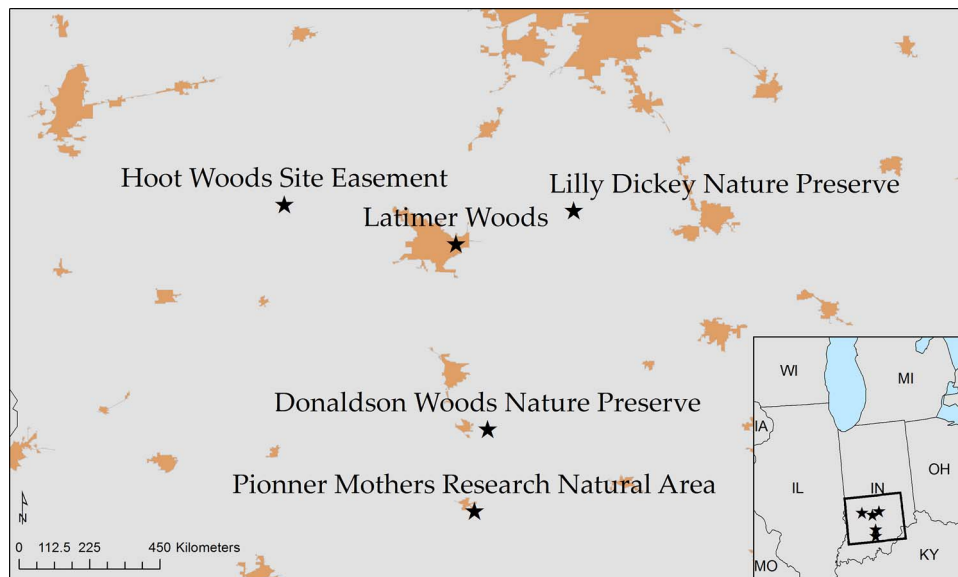 Hoot Woods Site Easement
Lilly Dickey Nature Preserve
Latimer Woods
Donaldson Woods Nature Preserve
Pionner Mothers Research Natural Area
N
0 112.5 225 450 Kilometers
WI
MI
IA
IL
IN
OH
MO
KY